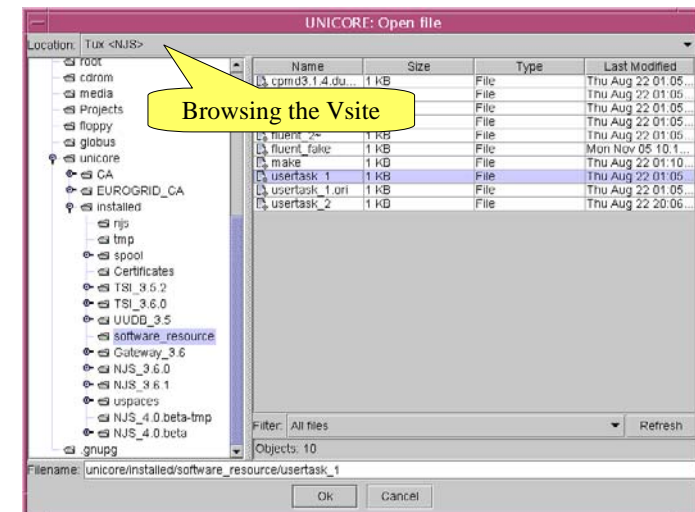 UNICORE: Open file
Location: Tux <NJS>
Browsing the Vsite
root
cdrom
media
Projects
floppy
globus
unicore
CA
EUROGRID_CA
installed
njs
tmp
spool
Certificates
TSI_3.5.2
TSI_3.6.0
UUDB_3.5
software_resource
Gateway_3.6
NJS_3.6.0
NJS_3.6.1
uspaces
NJS_4.0.beta-tmp
NJS_4.0.beta
.gnupg
Name Size Type Last Modified
cpmd3.1.4.du... 1 KB File Thu Aug 22 01:05...
File Thu Aug 22 01:05...
File Thu Aug 22 01:05...
File Thu Aug 22 01:05...
fluent_2~ 1 KB File Thu Aug 22 01:05...
fluent_fake 1 KB File Mon Nov 05 10:1...
make 1 KB File Thu Aug 22 01:10...
usertask_1 1 KB File Thu Aug 22 01:05...
usertask_1.ori 1 KB File Thu Aug 22 01:05...
usertask_2 1 KB File Thu Aug 22 20:06...
Filter: All files Refresh
Objects: 10
Filename: unicore/installed/software_resource/usertask_1
Ok Cancel